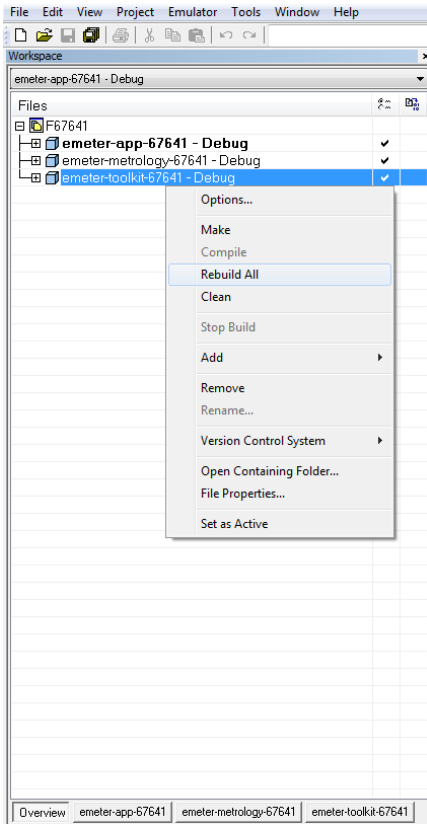 File Edit View Project Emulator Tools Window Help
Workspace
emeter-app-67641 - Debug
Files
F67641
emeter-app-67641 - Debug
emeter-metrology-67641 - Debug
emeter-toolkit-67641 - Debug
Options...
Make
Compile
Rebuild All
Clean
Stop Build
Add
Remove
Rename...
Version Control System
Open Containing Folder...
File Properties...
Set as Active
Overview emeter-app-67641 emeter-metrology-67641 emeter-toolkit-67641